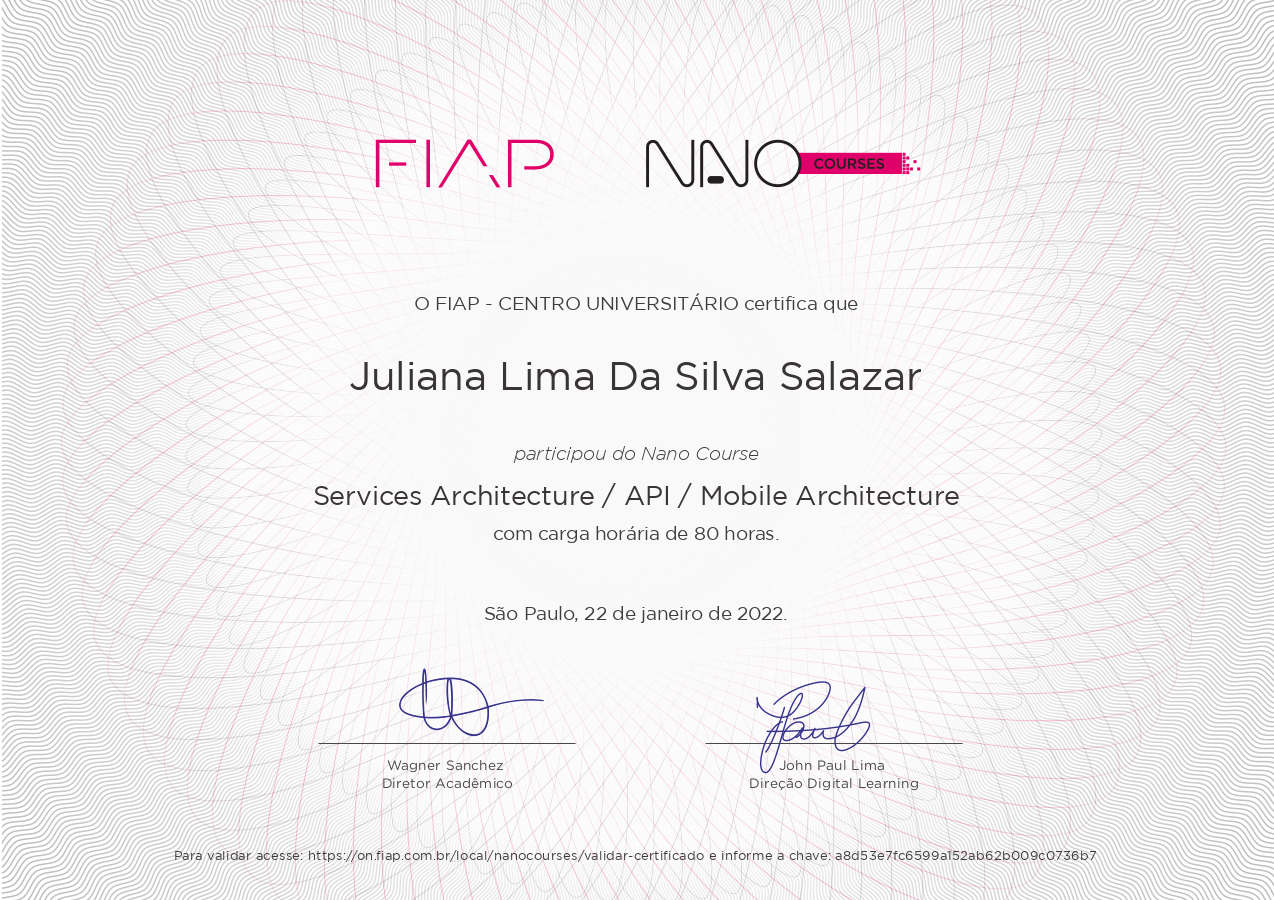 FIAP NANO COURSES
O FIAP - CENTRO UNIVERSITÁRIO certifica que
Juliana Lima Da Silva Salazar
participou do Nano Course
Services Architecture / API / Mobile Architecture
com carga horária de 80 horas.
São Paulo, 22 de janeiro de 2022.
Wagner Sanchez
Diretor Acadêmico
John Paul Lima
Direção Digital Learning
Para validar acesse: https://on.fiap.com.br/local/nanocourses/validar-certificado e informe a chave: a8d53e7fc6599a152ab62b009c0736b7